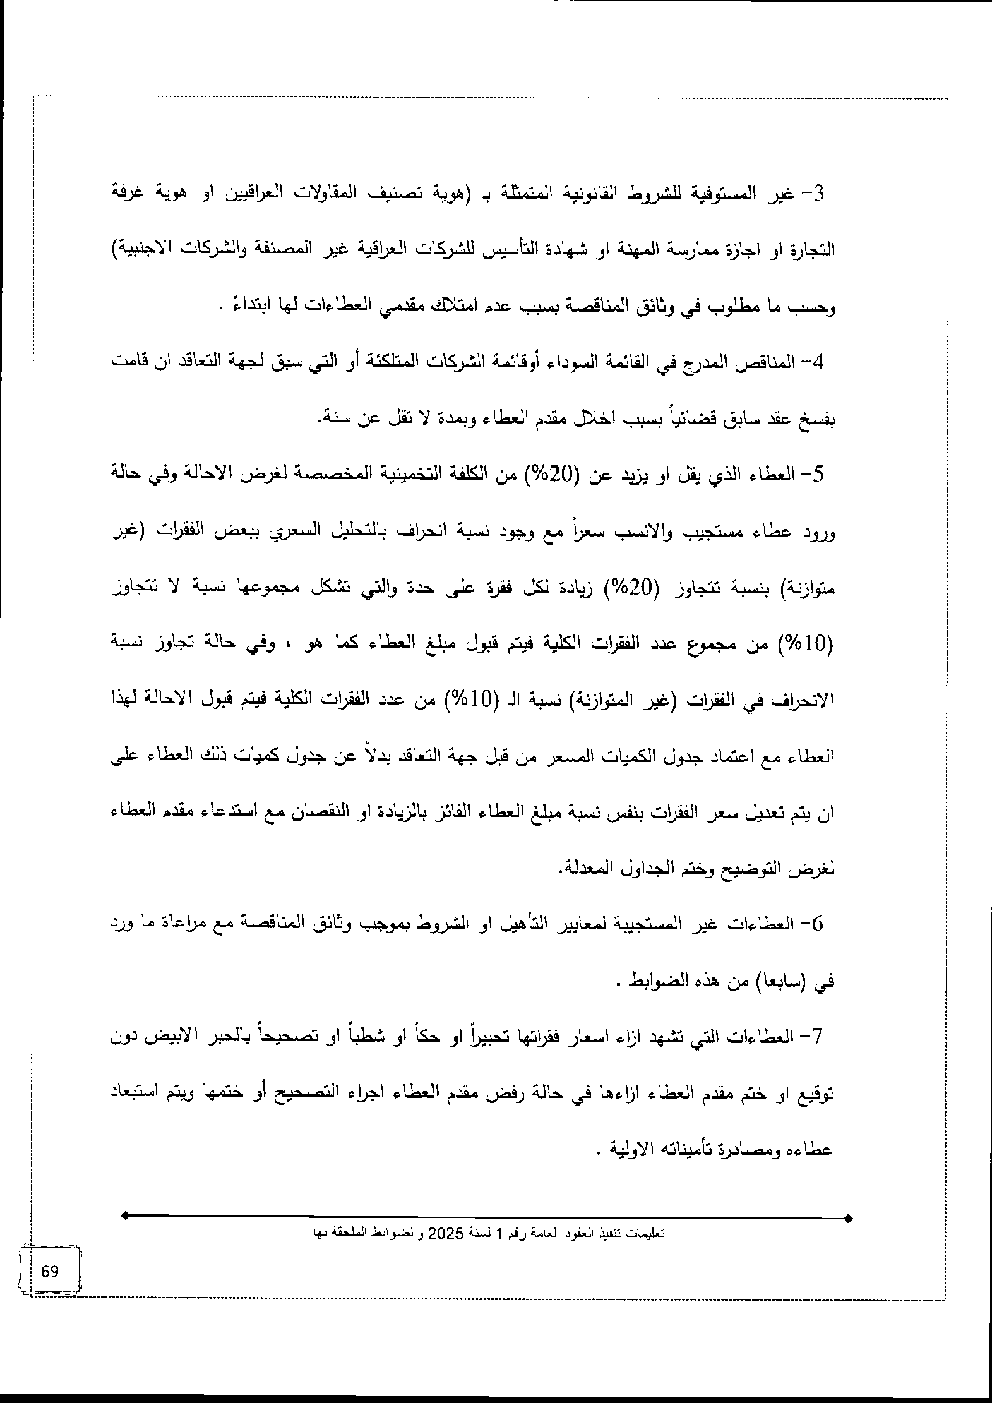 3- غير المستوفية للشروط القانونية المتمثلة بـ (هوية تصنيف المقاولات العراقيين او هوية غرفة
التجارة او اجازة ممارسة المهنة او شهادة التأسيس للشركات العراقية غير المصنفة والشركات الاجنبية)
وحسب ما مطلوب في وثائق المناقصة بسبب عدم امتلاك مقدمي العطاءات لها ابتداءً .
4- المناقص المدرج في القائمة السوداء أوقائمة الشركات المتلكئة أو التي سبق لجهة التعاقد ان قامت
بفسخ عقد سابق قضائياً بسبب اخلال مقدم العطاء وبمدة لا تقل عن سنة.
5- العطاء الذي يقل او يزيد عن (20%) من الكلفة التخمينية المخصصة لغرض الاحالة وفي حالة
ورود عطاء مستجيب والانسب سعراً مع وجود نسبة انحراف بالتحليل السعري ببعض الفقرات (غير
متوازنة) بنسبة تتجاوز (20%) زيادة لكل فقرة على حدة والتي تشكل مجموعها نسبة لا تتجاوز
(10%) من مجموع عدد الفقرات الكلية فيتم قبول مبلغ العطاء كما هو ، وفي حالة تجاوز نسبة
الانحراف في الفقرات (غير المتوازنة) نسبة الـ (10%) من عدد الفقرات الكلية فيتم قبول الاحالة لهذا
العطاء مع اعتماد جدول الكميات المسعر من قبل جهة التعاقد بدلاً عن جدول كميات ذلك العطاء على
ان يتم تعديل سعر الفقرات بنفس نسبة مبلغ العطاء الفائز بالزيادة او النقصان مع استدعاء مقدم العطاء
لغرض التوضيح وختم الجداول المعدلة.
6- العطاءات غير المستجيبة لمعايير التأهيل او الشروط بموجب وثائق المناقصة مع مراعاة ما ورد
في (سابعا) من هذه الضوابط .
7- العطاءات التي تشهد ازاء اسعار فقراتها تحبيراً او حكاً او شطباً او تصحيحاً بالحبر الابيض دون
توقيع او ختم مقدم العطاء ازاءها في حالة رفض مقدم العطاء اجراء التصحيح أو ختمها ويتم استبعاد
عطاءه ومصادرة تأميناته الاولية .
تعليمات تنفيذ العقود العامة رقم 1 لسنة 2025 والضوابط الملحقة بها
69